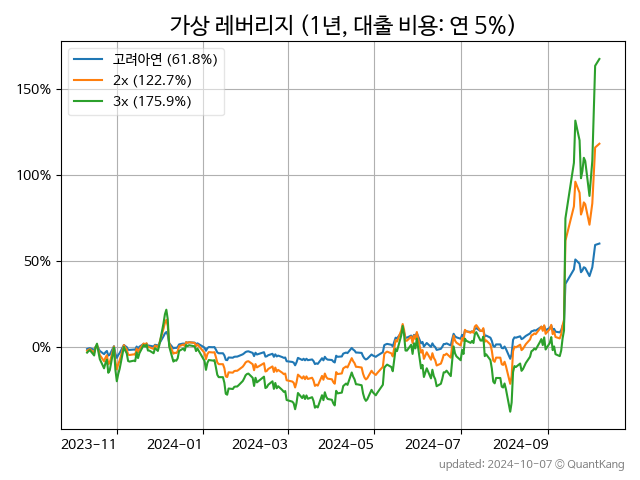 가상 레버리지 (1년, 대출 비용: 연 5%)
고려아연 (61.8%)
2x (122.7%)
3x (175.9%)
150%
100%
50%
0%
2023-11 2024-01 2024-03 2024-05 2024-07 2024-09
updated: 2024-10-07 © QuantKang